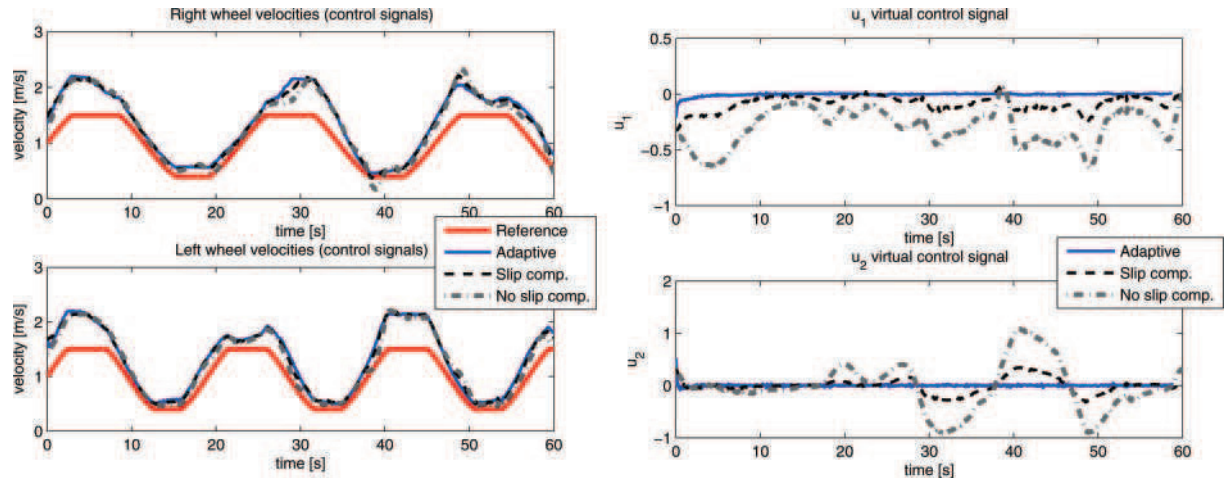 Right wheel velocities (control signals)
velocity [m/s]
3
2
1
0
0 10 20 30 40 50 60
time [s]
Left wheel velocities (control signals)
velocity [m/s]
3
2
1
0
0 10 20 30 40 50 60
time [s]
Reference
Adaptive
Slip comp.
No slip comp.
u1 virtual control signal
u1
0.5
0
−0.5
−1
0 10 20 30 40 50 60
time [s]
u2 virtual control signal
u2
2
1
0
−1
0 10 20 30 40 50 60
time [s]
Adaptive
Slip comp.
No slip comp.